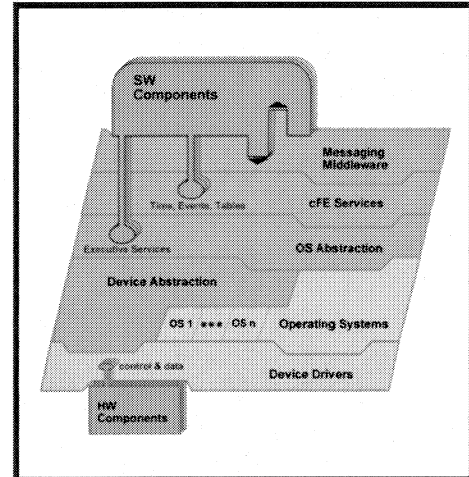 SW
Components
Messaging
Middleware
Time, Events, Tables
cFE Services
Executive Services
OS Abstraction
Device Abstraction
OS 1 *** OS n
Operating Systems
control & data
Device Drivers
HW
Components